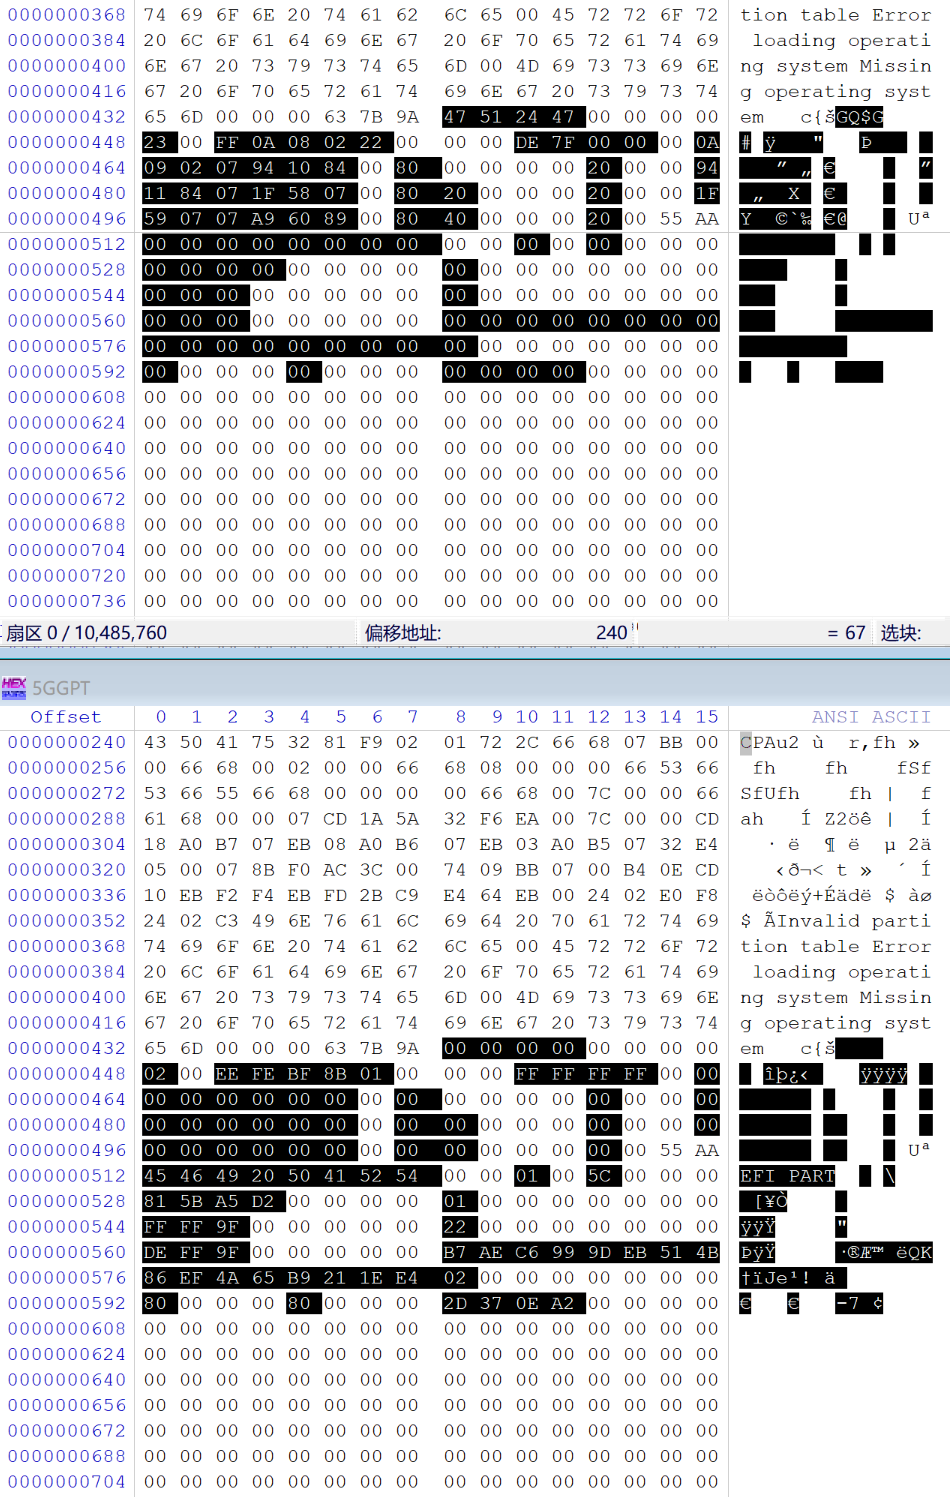 0000000368 74 69 6F 6E 20 74 61 62 6C 65 00 45 72 72 6F 72 tion table Error
0000000384 20 6C 6F 61 64 69 6E 67 20 6F 70 65 72 61 74 69 loading operati
0000000400 6E 67 20 73 79 73 74 65 6D 00 4D 69 73 73 69 6E ng system Missin
0000000416 67 20 6F 70 65 72 61 74 69 6E 67 20 73 79 73 74 g operating syst
0000000432 65 6D 00 00 00 63 7B 9A 47 51 24 47 00 00 00 00 em c{šGQ$G
0000000448 23 00 FF 0A 08 02 22 00 00 00 DE 7F 00 00 00 0A # ÿ " Þ
0000000464 09 02 07 94 10 84 00 80 00 00 00 00 20 00 00 94 ” „ € ”
0000000480 11 84 07 1F 58 07 00 80 20 00 00 00 20 00 00 1F „ X €
0000000496 59 07 07 A9 60 89 00 80 40 00 00 00 20 00 55 AA Y ©`‰ €@ Uª
0000000512 00 00 00 00 00 00 00 00 00 00 00 00 00 00 00 00
0000000528 00 00 00 00 00 00 00 00 00 00 00 00 00 00 00 00
0000000544 00 00 00 00 00 00 00 00 00 00 00 00 00 00 00 00
0000000560 00 00 00 00 00 00 00 00 00 00 00 00 00 00 00 00
0000000576 00 00 00 00 00 00 00 00 00 00 00 00 00 00 00 00
0000000592 00 00 00 00 00 00 00 00 00 00 00 00 00 00 00 00
0000000608 00 00 00 00 00 00 00 00 00 00 00 00 00 00 00 00
0000000624 00 00 00 00 00 00 00 00 00 00 00 00 00 00 00 00
0000000640 00 00 00 00 00 00 00 00 00 00 00 00 00 00 00 00
0000000656 00 00 00 00 00 00 00 00 00 00 00 00 00 00 00 00
0000000672 00 00 00 00 00 00 00 00 00 00 00 00 00 00 00 00
0000000688 00 00 00 00 00 00 00 00 00 00 00 00 00 00 00 00
0000000704 00 00 00 00 00 00 00 00 00 00 00 00 00 00 00 00
0000000720 00 00 00 00 00 00 00 00 00 00 00 00 00 00 00 00
0000000736 00 00 00 00 00 00 00 00 00 00 00 00 00 00 00 00
扇区 0 / 10,485,760 偏移地址: 240 = 67 选块:
HEX 5GGPT
Offset 0 1 2 3 4 5 6 7 8 9 10 11 12 13 14 15 ANSI ASCII
0000000240 43 50 41 75 32 81 F9 02 01 72 2C 66 68 07 BB 00 CPAu2 ù r,fh »
0000000256 00 66 68 00 02 00 00 66 68 08 00 00 00 66 53 66 fh fh fSf
0000000272 53 66 55 66 68 00 00 00 00 66 68 00 7C 00 00 66 SfUfh fh | f
0000000288 61 68 00 00 07 CD 1A 5A 32 F6 EA 00 7C 00 00 CD ah Í Z2öê | Í
0000000304 18 A0 B7 07 EB 08 A0 B6 07 EB 03 A0 B5 07 32 E4 · ë ¶ ë µ 2ä
0000000320 05 00 07 8B F0 AC 3C 00 74 09 BB 07 00 B4 0E CD ‹ð¬< t » ´ Í
0000000336 10 EB F2 F4 EB FD 2B C9 E4 64 EB 00 24 02 E0 F8 ëòôëý+Éädë $ àø
0000000352 24 02 C3 49 6E 76 61 6C 69 64 20 70 61 72 74 69 $ ÃInvalid parti
0000000368 74 69 6F 6E 20 74 61 62 6C 65 00 45 72 72 6F 72 tion table Error
0000000384 20 6C 6F 61 64 69 6E 67 20 6F 70 65 72 61 74 69 loading operati
0000000400 6E 67 20 73 79 73 74 65 6D 00 4D 69 73 73 69 6E ng system Missin
0000000416 67 20 6F 70 65 72 61 74 69 6E 67 20 73 79 73 74 g operating syst
0000000432 65 6D 00 00 00 63 7B 9A 00 00 00 00 00 00 00 00 em c{š
0000000448 02 00 EE FE BF 8B 01 00 00 00 FF FF FF FF 00 00 îþ¿‹ ÿÿÿÿ
0000000464 00 00 00 00 00 00 00 00 00 00 00 00 00 00 00 00
0000000480 00 00 00 00 00 00 00 00 00 00 00 00 00 00 00 00
0000000496 00 00 00 00 00 00 00 00 00 00 00 00 00 00 55 AA Uª
0000000512 45 46 49 20 50 41 52 54 00 00 01 00 5C 00 00 00 EFI PART \
0000000528 81 5B A5 D2 00 00 00 00 01 00 00 00 00 00 00 00 [¥Ò
0000000544 FF FF 9F 00 00 00 00 00 22 00 00 00 00 00 00 00 ÿÿŸ "
0000000560 DE FF 9F 00 00 00 00 00 B7 AE C6 99 9D EB 51 4B ÞÿŸ ·®Æ™ ëQK
0000000576 86 EF 4A 65 B9 21 1E E4 02 00 00 00 00 00 00 00 †ïJe¹! ä
0000000592 80 00 00 00 80 00 00 00 2D 37 0E A2 00 00 00 00 € € -7 ¢
0000000608 00 00 00 00 00 00 00 00 00 00 00 00 00 00 00 00
0000000624 00 00 00 00 00 00 00 00 00 00 00 00 00 00 00 00
0000000640 00 00 00 00 00 00 00 00 00 00 00 00 00 00 00 00
0000000656 00 00 00 00 00 00 00 00 00 00 00 00 00 00 00 00
0000000672 00 00 00 00 00 00 00 00 00 00 00 00 00 00 00 00
0000000688 00 00 00 00 00 00 00 00 00 00 00 00 00 00 00 00
0000000704 00 00 00 00 00 00 00 00 00 00 00 00 00 00 00 00